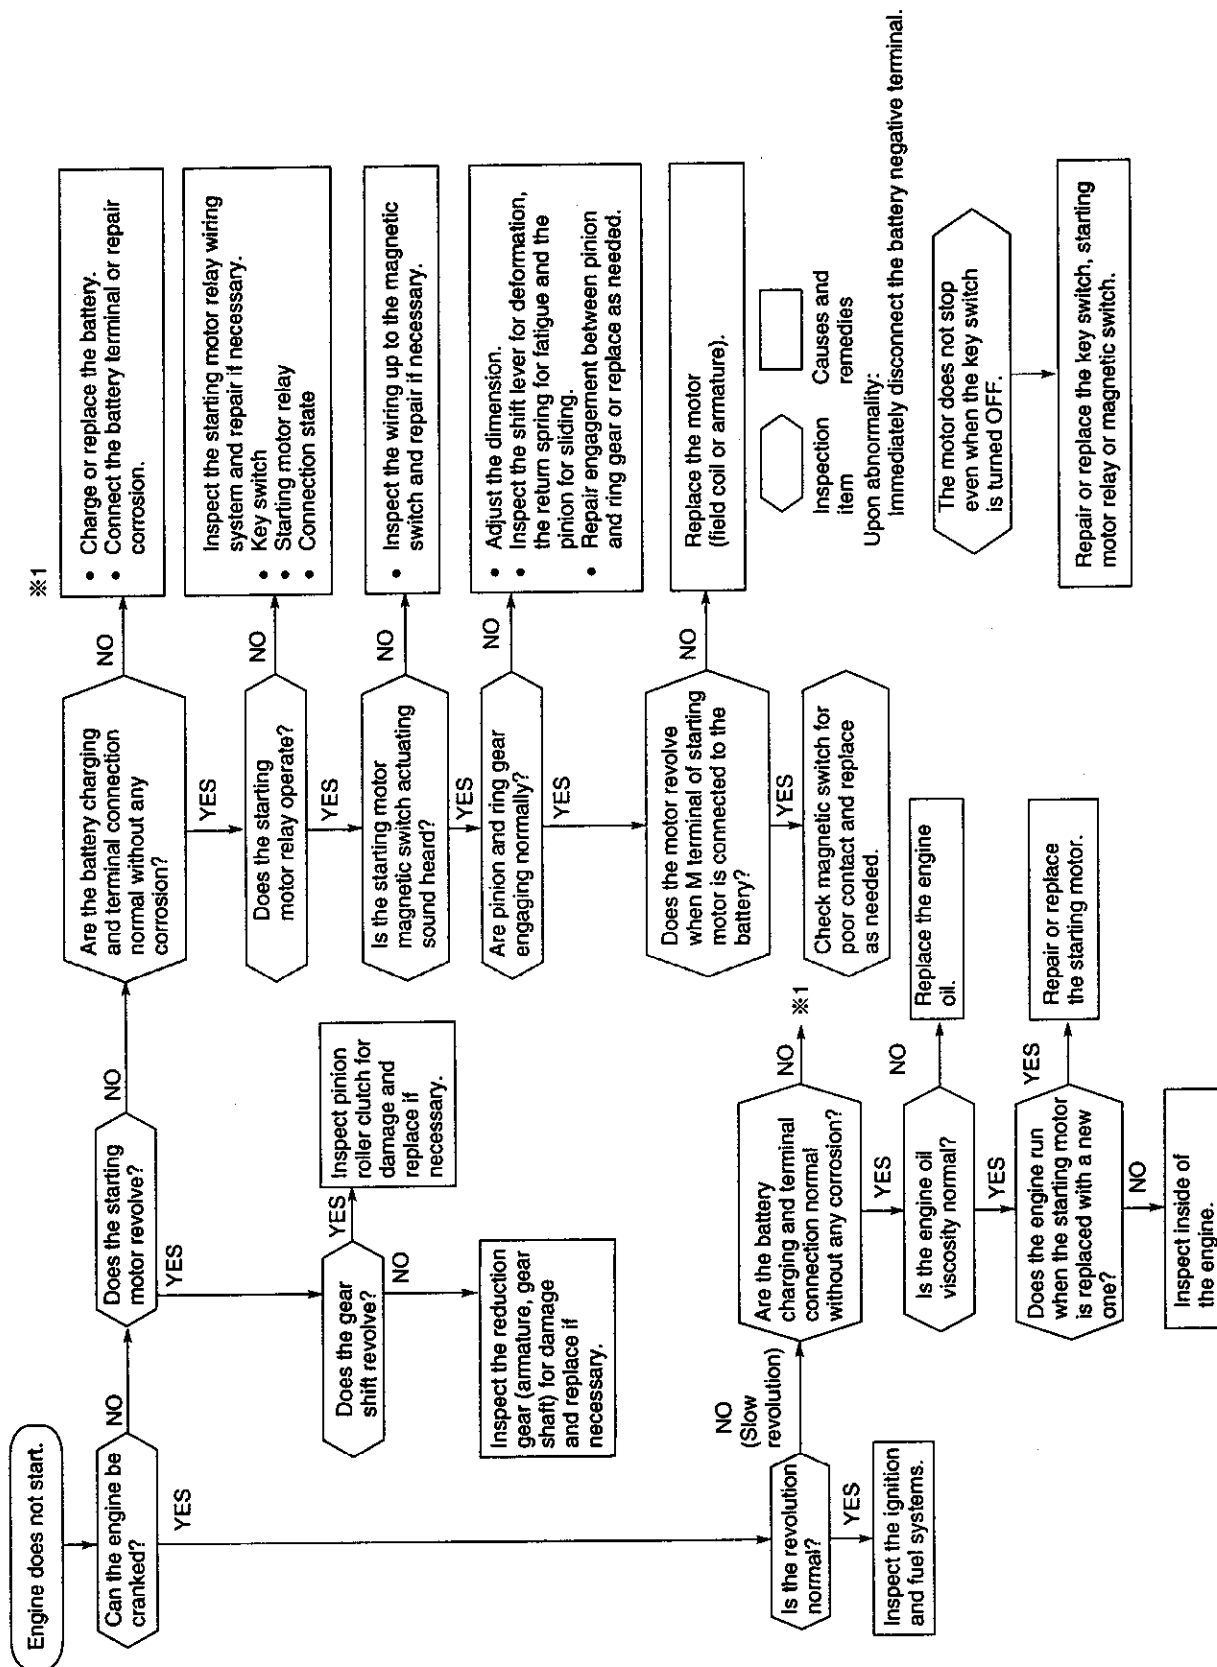 Engine does not start.
Can the engine be
cranked?
NO
YES
Does the starting
motor revolve?
NO
YES
Are the battery charging
and terminal connection
normal without any
corrosion?
NO
YES
※1
• Charge or replace the battery.
• Connect the battery terminal or repair
corrosion.
Does the starting
motor relay operate?
NO
YES
Inspect the starting motor relay wiring
system and repair if necessary.
• Key switch
• Starting motor relay
• Connection state
Is the starting motor
magnetic switch actuating
sound heard?
NO
YES
• Inspect the wiring up to the magnetic
switch and repair if necessary.
Are pinion and ring gear
engaging normally?
NO
YES
• Adjust the dimension.
• Inspect the shift lever for deformation,
the return spring for fatigue and the
pinion for sliding.
• Repair engagement between pinion
and ring gear or replace as needed.
Does the motor revolve
when M terminal of starting
motor is connected to the
battery?
NO
YES
Replace the motor
(field coil or armature).
Check magnetic switch for
poor contact and replace
as needed.
Does the gear
shift revolve?
YES
NO
Inspect pinion
roller clutch for
damage and
replace if
necessary.
Inspect the reduction
gear (armature, gear
shaft) for damage
and replace if
necessary.
Is the revolution
normal?
NO
(Slow
revolution)
YES
Inspect the ignition
and fuel systems.
Are the battery
charging and terminal
connection normal
without any corrosion?
NO
※1
YES
Is the engine oil
viscosity normal?
NO
YES
Replace the engine
oil.
Does the engine run
when the starting motor
is replaced with a new
one?
YES
NO
Repair or replace
the starting motor.
Inspect inside of
the engine.
Inspection
item
Causes and
remedies
Upon abnormality:
Immediately disconnect the battery negative terminal.
The motor does not stop
even when the key switch
is turned OFF.
Repair or replace the key switch, starting
motor relay or magnetic switch.